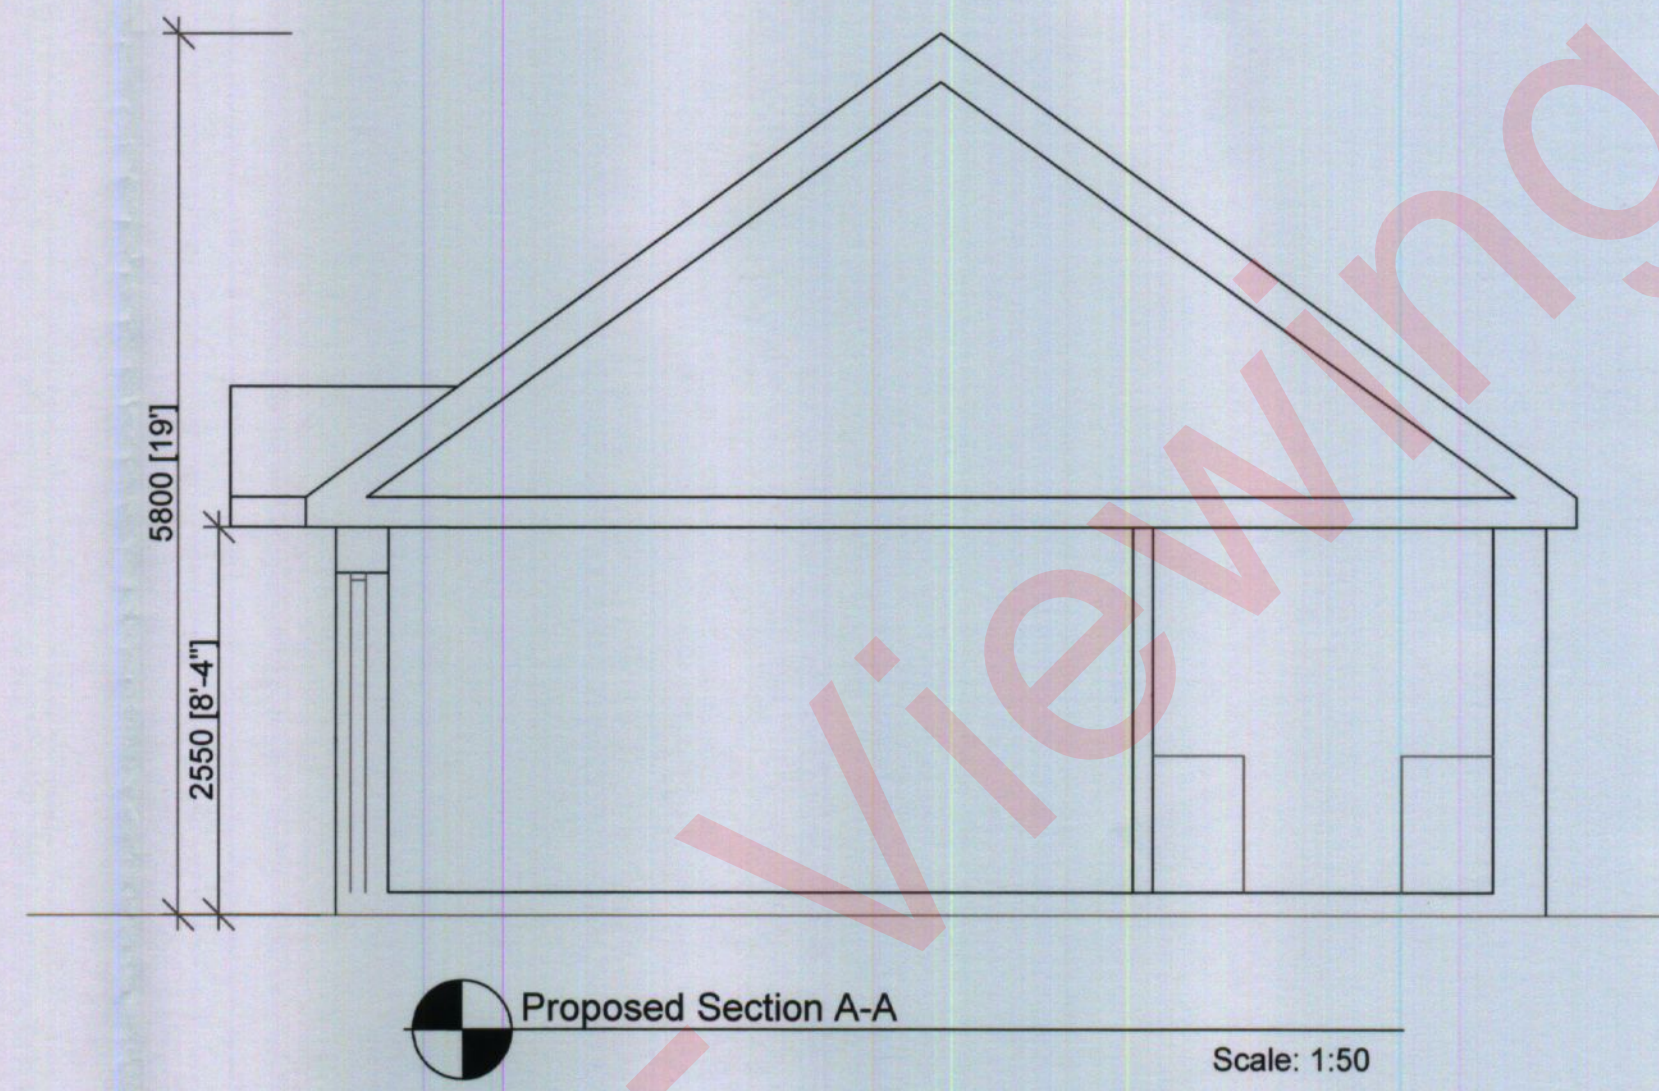 5800 [19']
2550 [8'-4"]
Viewing
Proposed Section A-A
Scale: 1:50